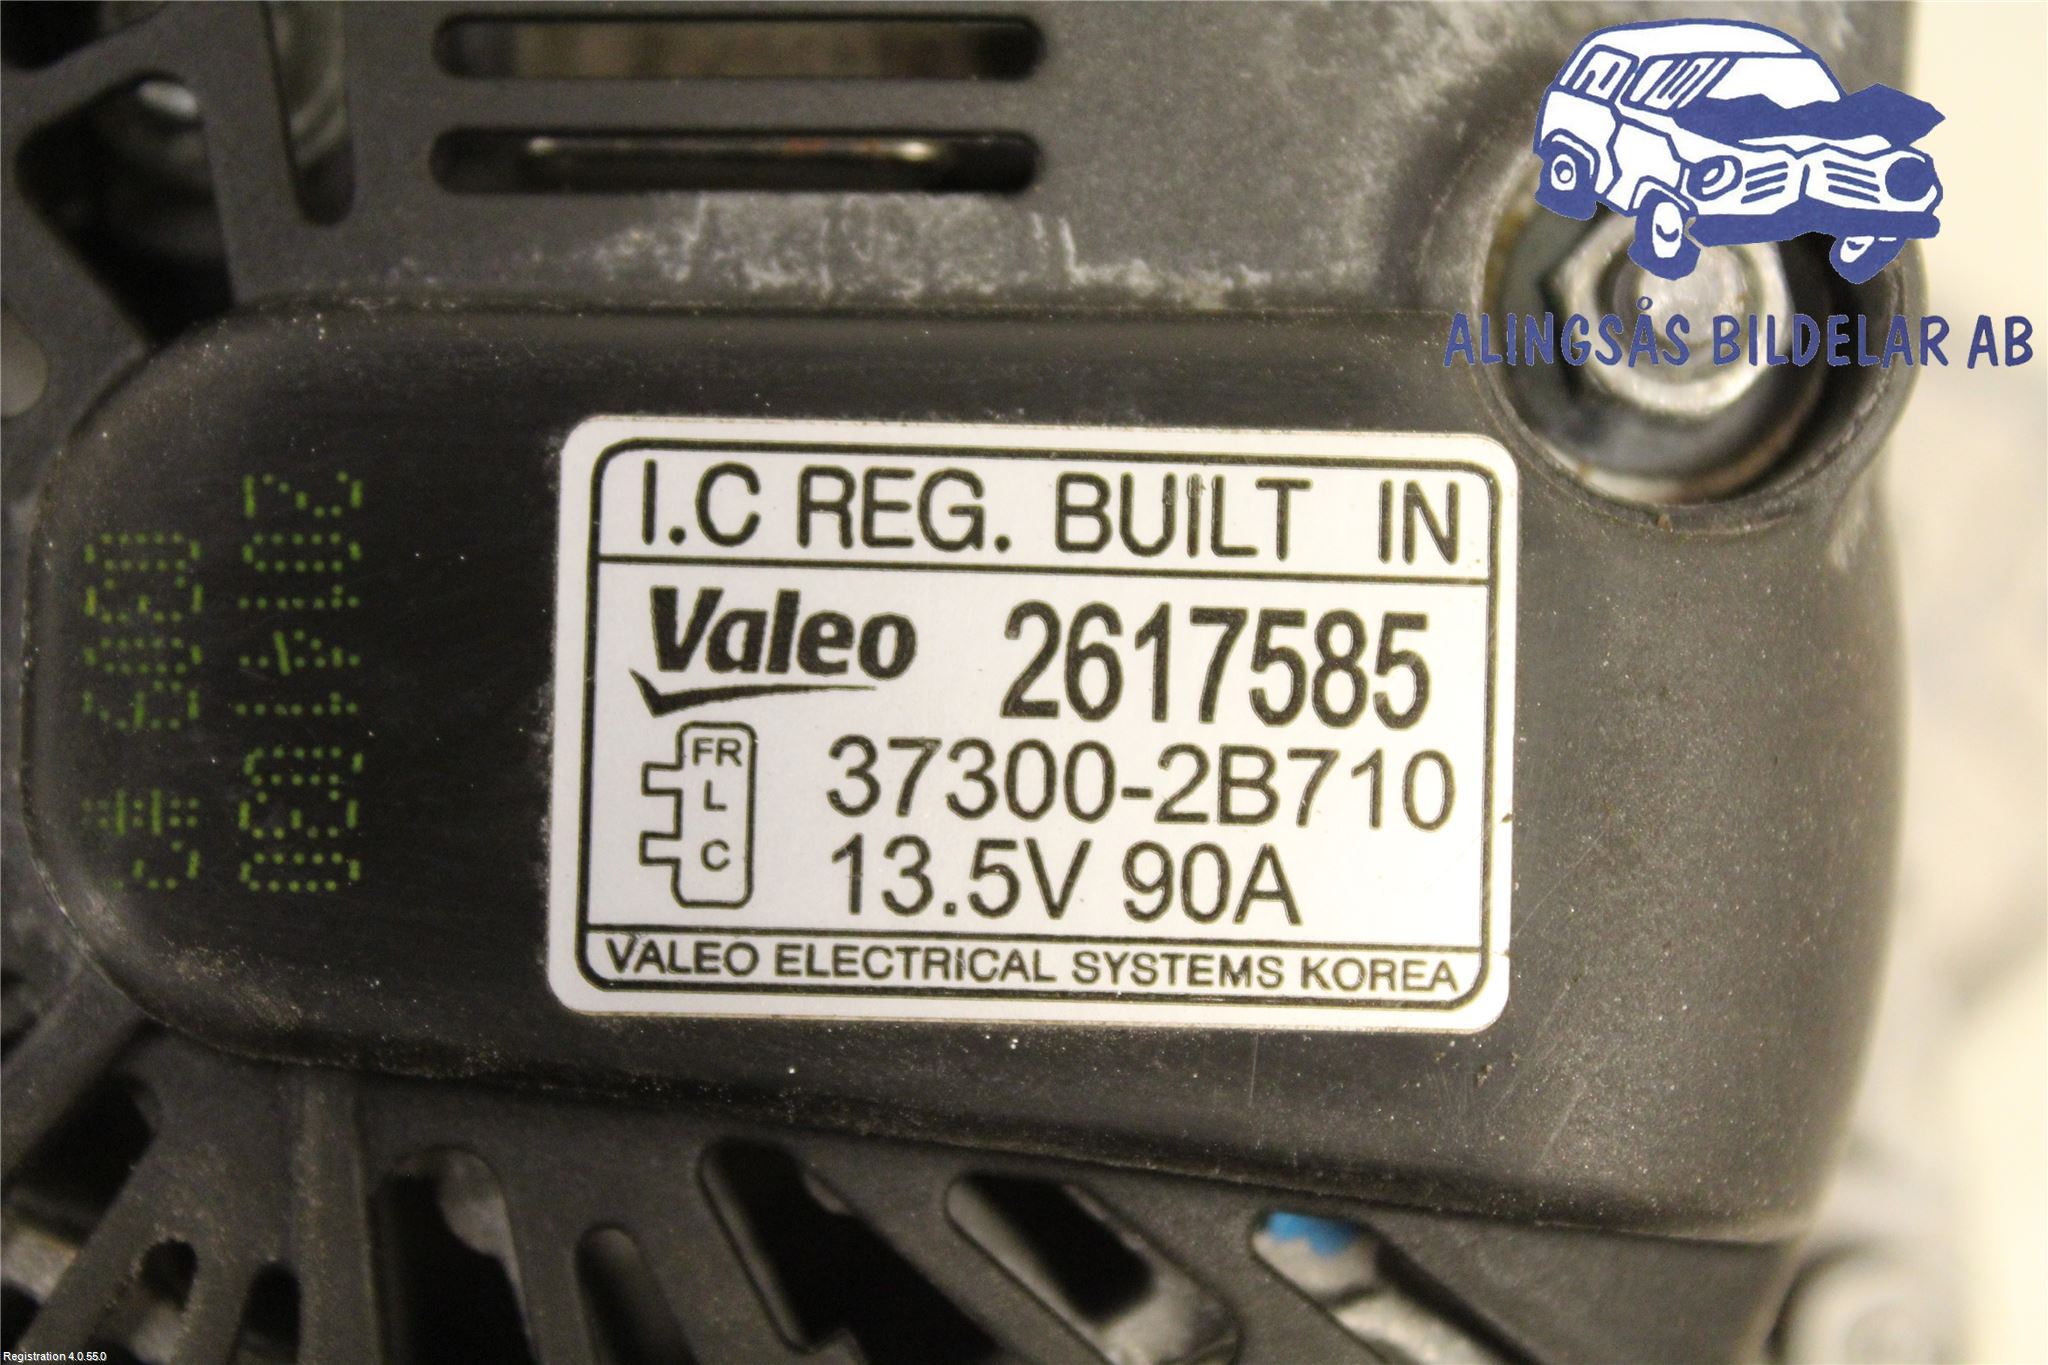 ALINGSÅS BILDELAR AB
I.C REG. BUILT IN
Valeo 2617585
FR
L
C
37300-2B710
13.5V 90A
VALEO ELECTRICAL SYSTEMS KOREA
20141130
Registration 4.0.55.0